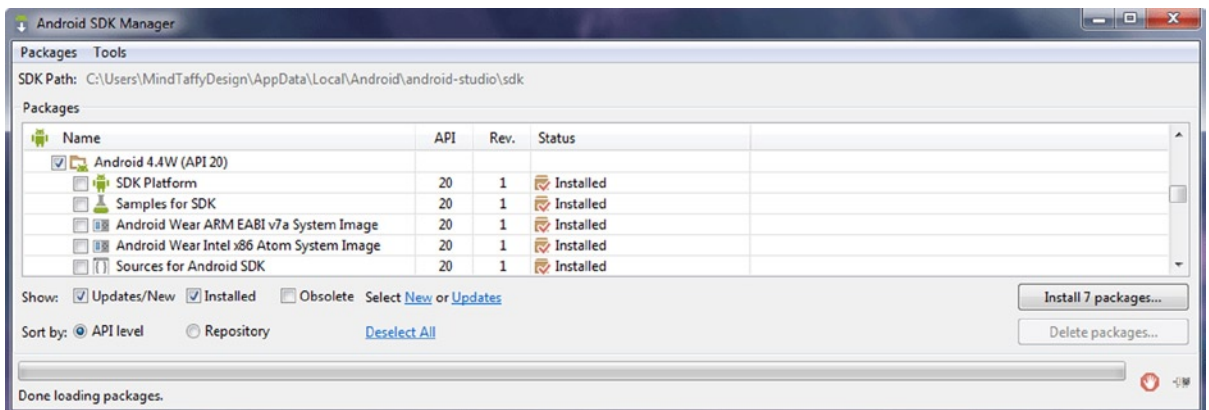 Android SDK Manager
Packages Tools
SDK Path: C:\Users\MindTaffyDesign\AppData\Local\Android\android-studio\sdk
Packages
Name API Rev. Status
Android 4.4W (API 20)
SDK Platform 20 1 Installed
Samples for SDK 20 1 Installed
Android Wear ARM EABI v7a System Image 20 1 Installed
Android Wear Intel x86 Atom System Image 20 1 Installed
Sources for Android SDK 20 1 Installed
Show: Updates/New Installed Obsolete Select New or Updates Install 7 packages...
Sort by: API level Repository Deselect All Delete packages...
Done loading packages.